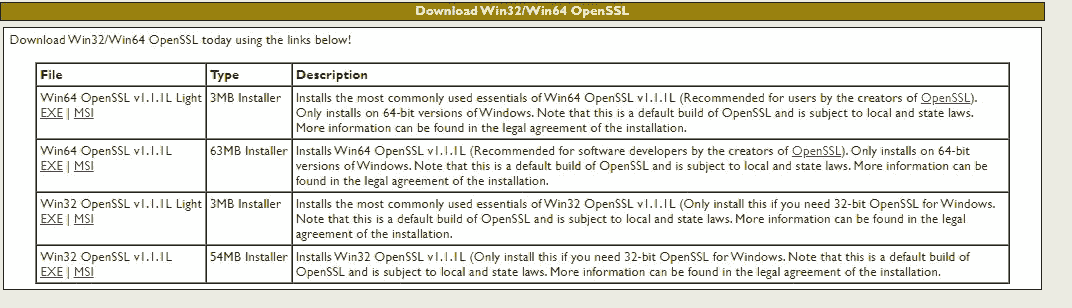 Download Win32/Win64 OpenSSL
Download Win32/Win64 OpenSSL today using the links below!
File Type Description
Win64 OpenSSL v1.1.1L Light 3MB Installer Installs the most commonly used essentials of Win64 OpenSSL v1.1.1L (Recommended for users by the creators of OpenSSL).
EXE | MSI Only installs on 64-bit versions of Windows. Note that this is a default build of OpenSSL and is subject to local and state laws.
More information can be found in the legal agreement of the installation.
Win64 OpenSSL v1.1.1L 63MB Installer Installs Win64 OpenSSL v1.1.1L (Recommended for software developers by the creators of OpenSSL). Only installs on 64-bit
EXE | MSI versions of Windows. Note that this is a default build of OpenSSL and is subject to local and state laws. More information can be
found in the legal agreement of the installation.
Win32 OpenSSL v1.1.1L Light 3MB Installer Installs the most commonly used essentials of Win32 OpenSSL v1.1.1L (Only install this if you need 32-bit OpenSSL for Windows.
EXE | MSI Note that this is a default build of OpenSSL and is subject to local and state laws. More information can be found in the legal
agreement of the installation.
Win32 OpenSSL v1.1.1L 54MB Installer Installs Win32 OpenSSL v1.1.1L (Only install this if you need 32-bit OpenSSL for Windows. Note that this is a default build of
EXE | MSI OpenSSL and is subject to local and state laws. More information can be found in the legal agreement of the installation.